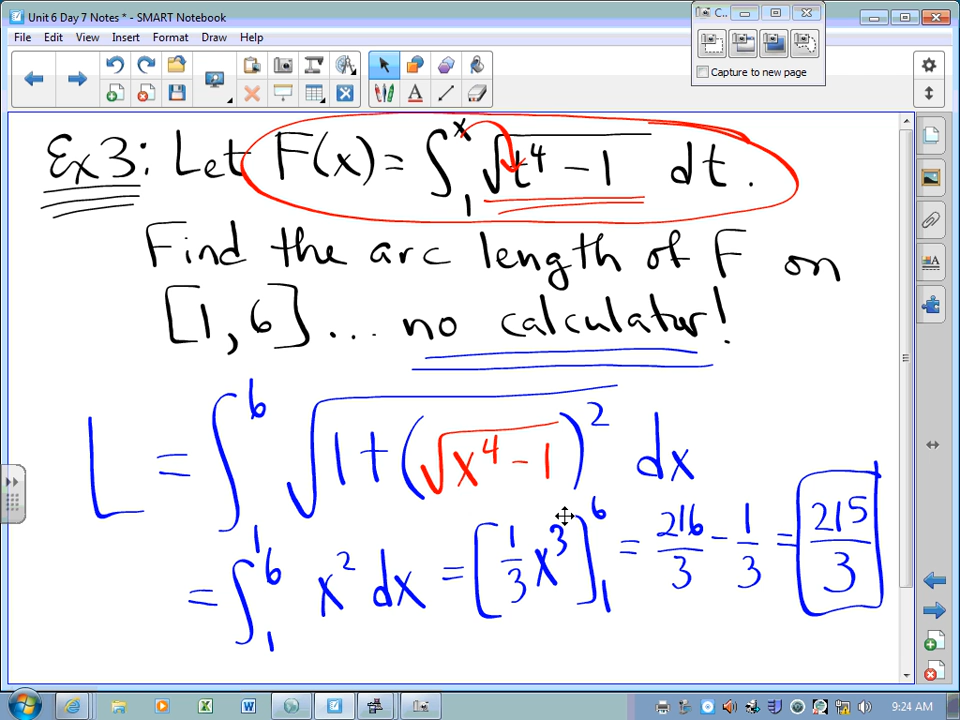 Unit 6 Day 7 Notes * - SMART Notebook
C..
File Edit View Insert Format Draw Help
Capture to new page
Ex 3: Let F(x) = ∫₁ˣ √(t⁴ − 1) dt.
Find the arc length of F on
[1, 6] ... no calculator!
L = ∫₁⁶ √(1 + (√(x⁴ − 1))²) dx
= ∫₁⁶ x² dx = [1/3 x³]₁⁶ = 216/3 − 1/3 = 215/3
9:24 AM